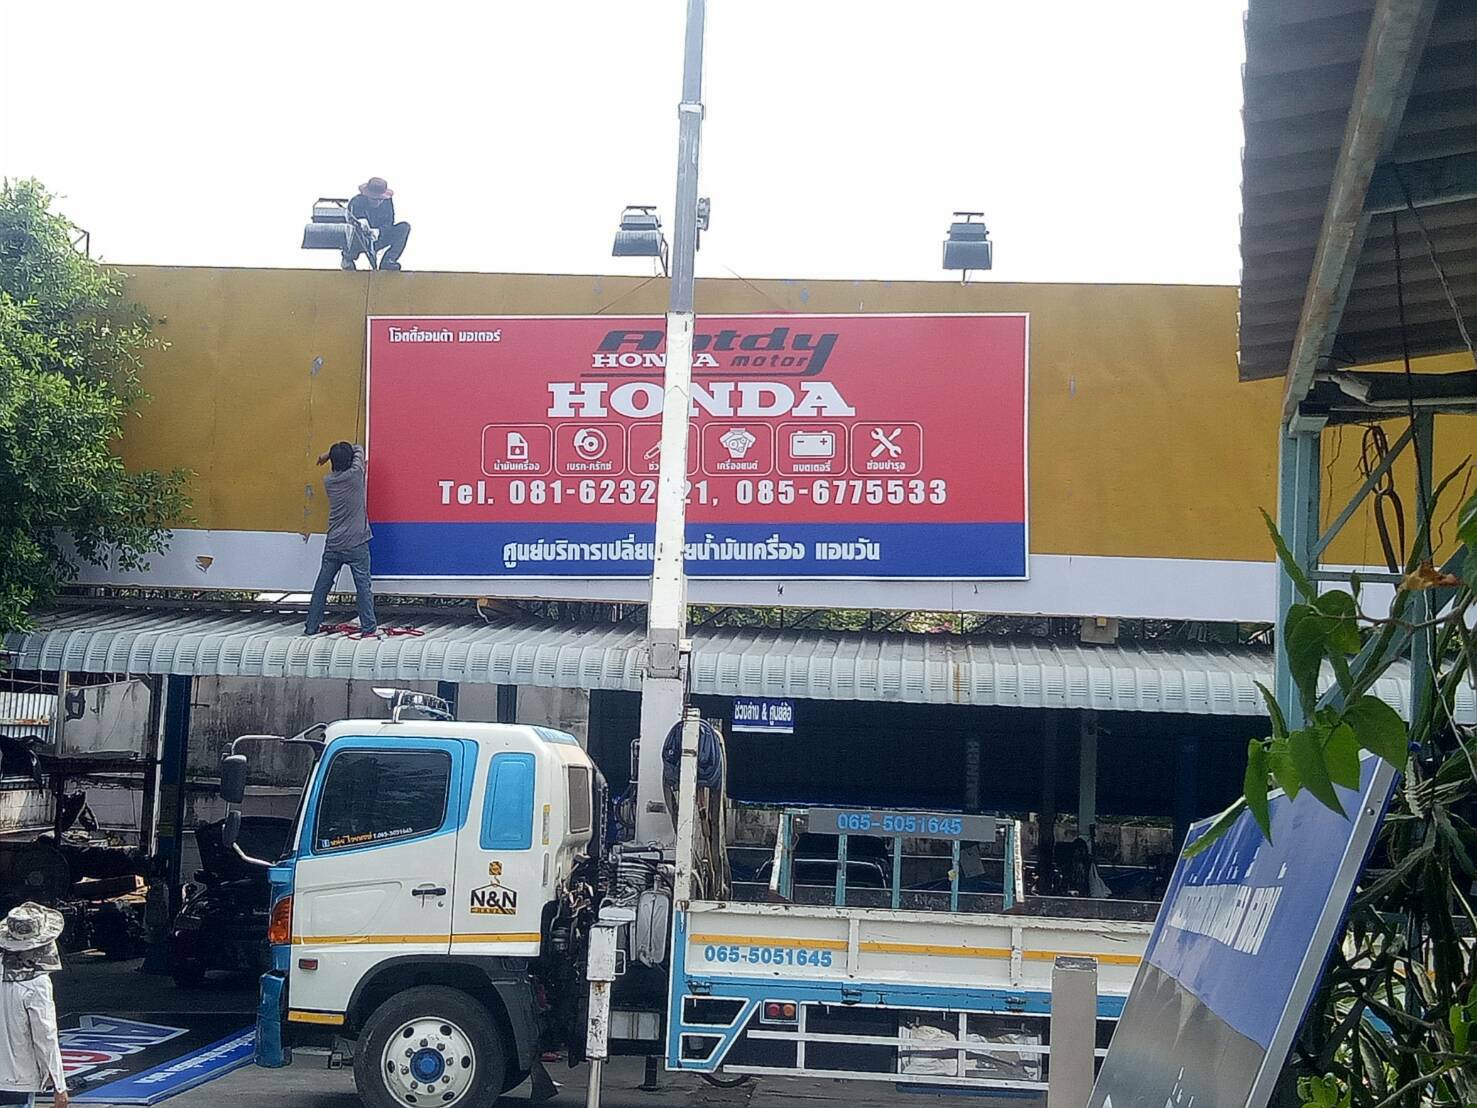 โอ๊ตตี้ฮอนด้า มอเตอร์
HONDA motor
HONDA
น้ำมันเครื่อง เบรค-ครัทช์ เครื่องยนต์ แบตเตอรี่ ซ่อมบำรุง
Tel. 081-6232 21, 085-6775533
ศูนย์บริการเปลี่ยน น้ำมันเครื่อง แอมวัน
ช่วงล่าง & ศูนย์ล้อ
065-5051645
N&N
065-5051645